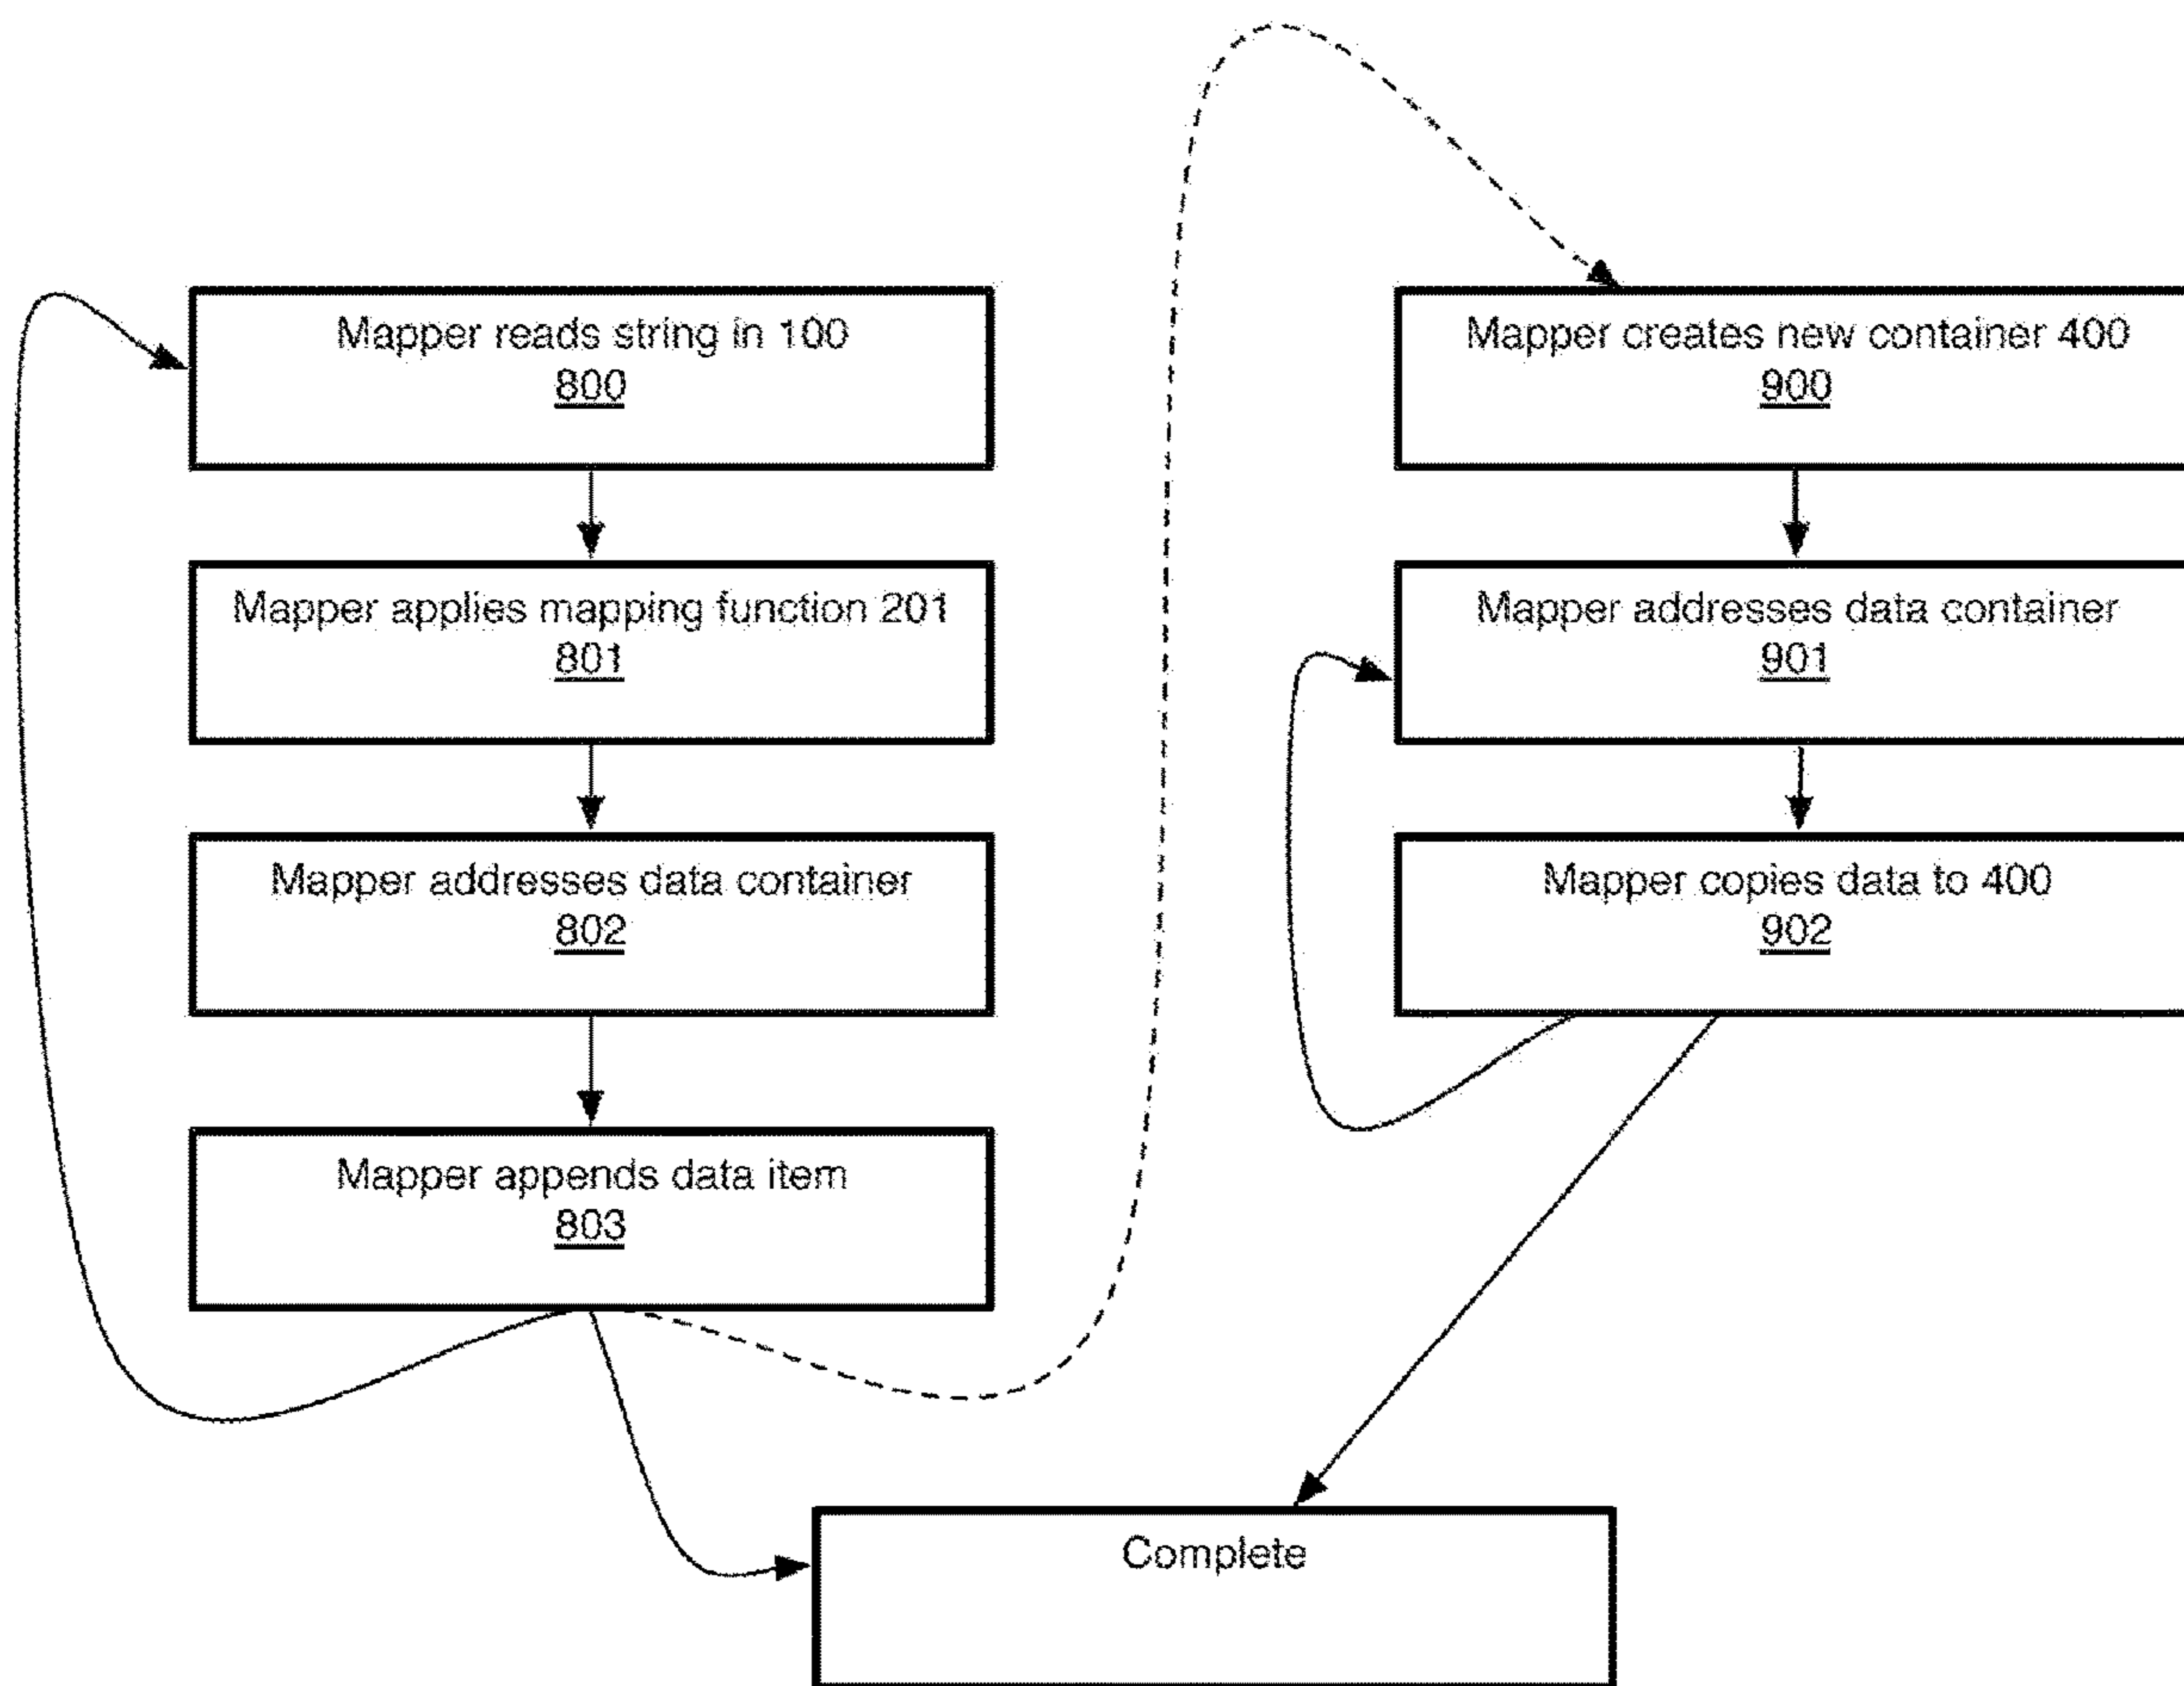 Mapper reads string in 100
800
Mapper applies mapping function 201
801
Mapper addresses data container
802
Mapper appends data item
803
Mapper creates new container 400
900
Mapper addresses data container
901
Mapper copies data to 400
902
Complete